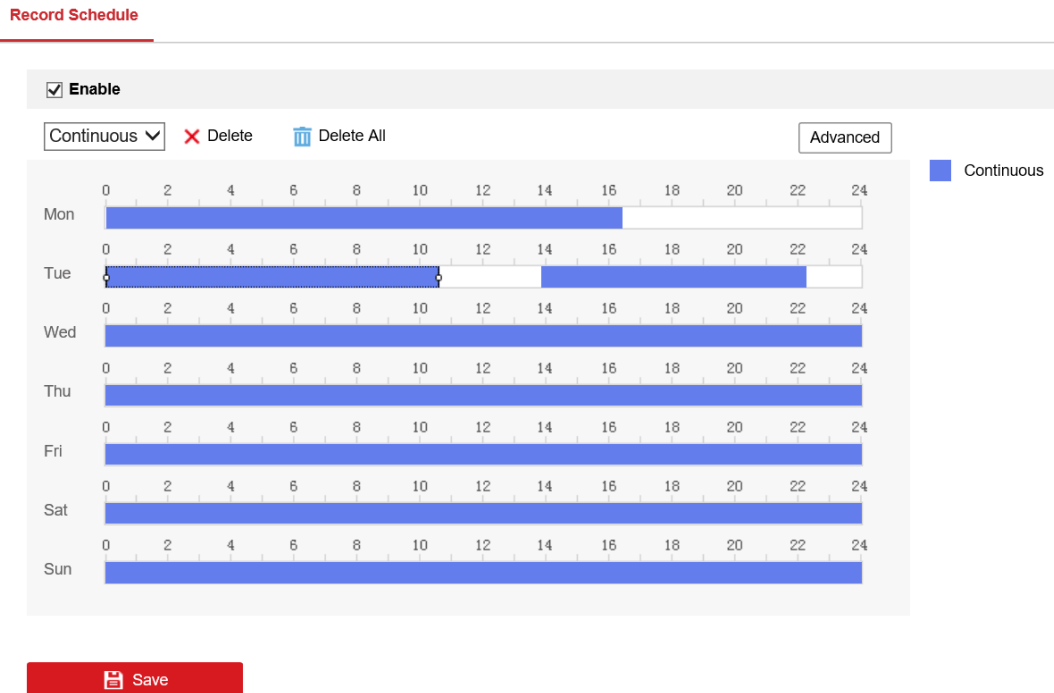 Record Schedule
Enable
Continuous Delete Delete All Advanced
Continuous
0 2 4 6 8 10 12 14 16 18 20 22 24
Mon
0 2 4 6 8 10 12 14 16 18 20 22 24
Tue
0 2 4 6 8 10 12 14 16 18 20 22 24
Wed
0 2 4 6 8 10 12 14 16 18 20 22 24
Thu
0 2 4 6 8 10 12 14 16 18 20 22 24
Fri
0 2 4 6 8 10 12 14 16 18 20 22 24
Sat
0 2 4 6 8 10 12 14 16 18 20 22 24
Sun
Save